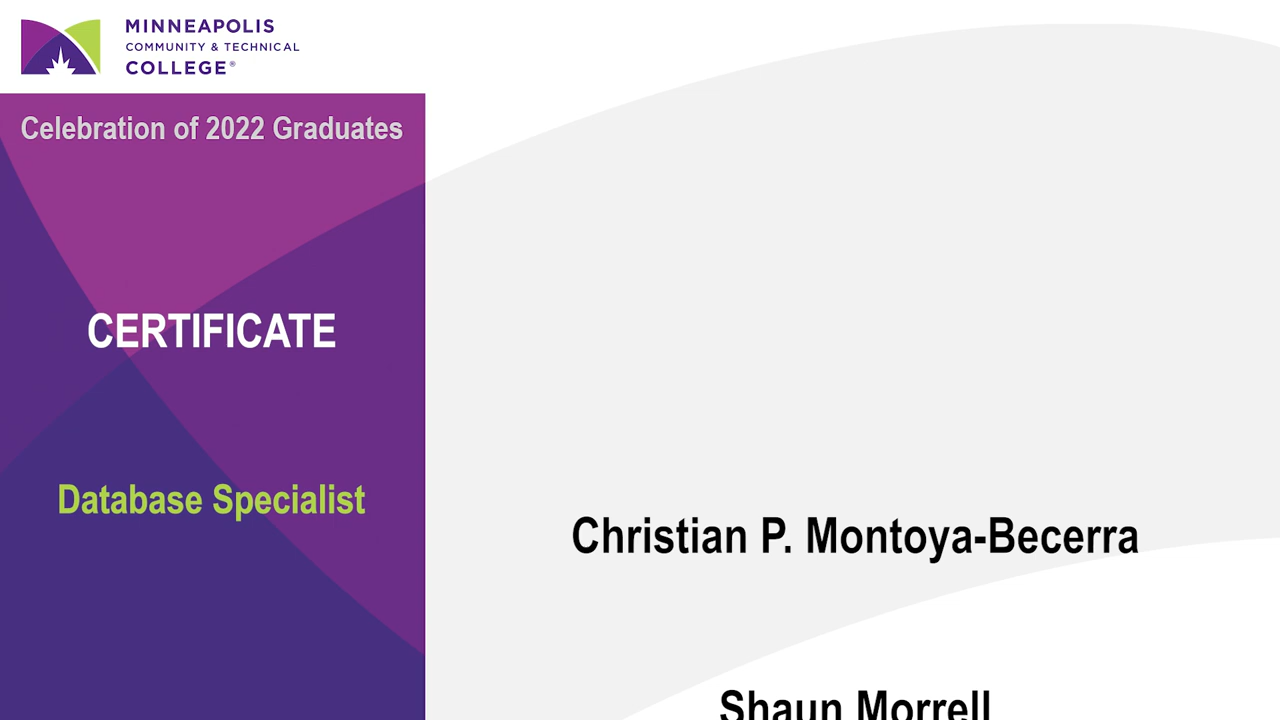 MINNEAPOLIS
COMMUNITY & TECHNICAL
COLLEGE®
Celebration of 2022 Graduates
CERTIFICATE
Database Specialist
Christian P. Montoya-Becerra
Shaun Morrell